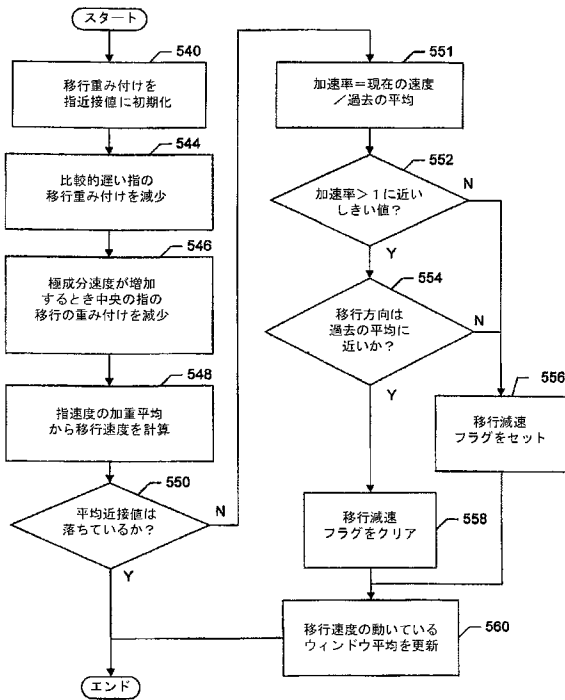 スタート
540
移行重み付けを
指近接値に初期化
544
比較的遅い指の
移行重み付けを減少
546
極成分速度が増加
するとき中央の指の
移行の重み付けを減少
548
指速度の加重平均
から移行速度を計算
550
平均近接値は
落ちているか？
N
Y
エンド
551
加速率＝現在の速度
／過去の平均
552
加速率＞１に近い
しきい値？
N
Y
554
移行方向は
過去の平均に
近いか？
N
Y
556
移行減速
フラグをセット
558
移行減速
フラグをクリア
560
移行速度の動いている
ウィンドウ平均を更新